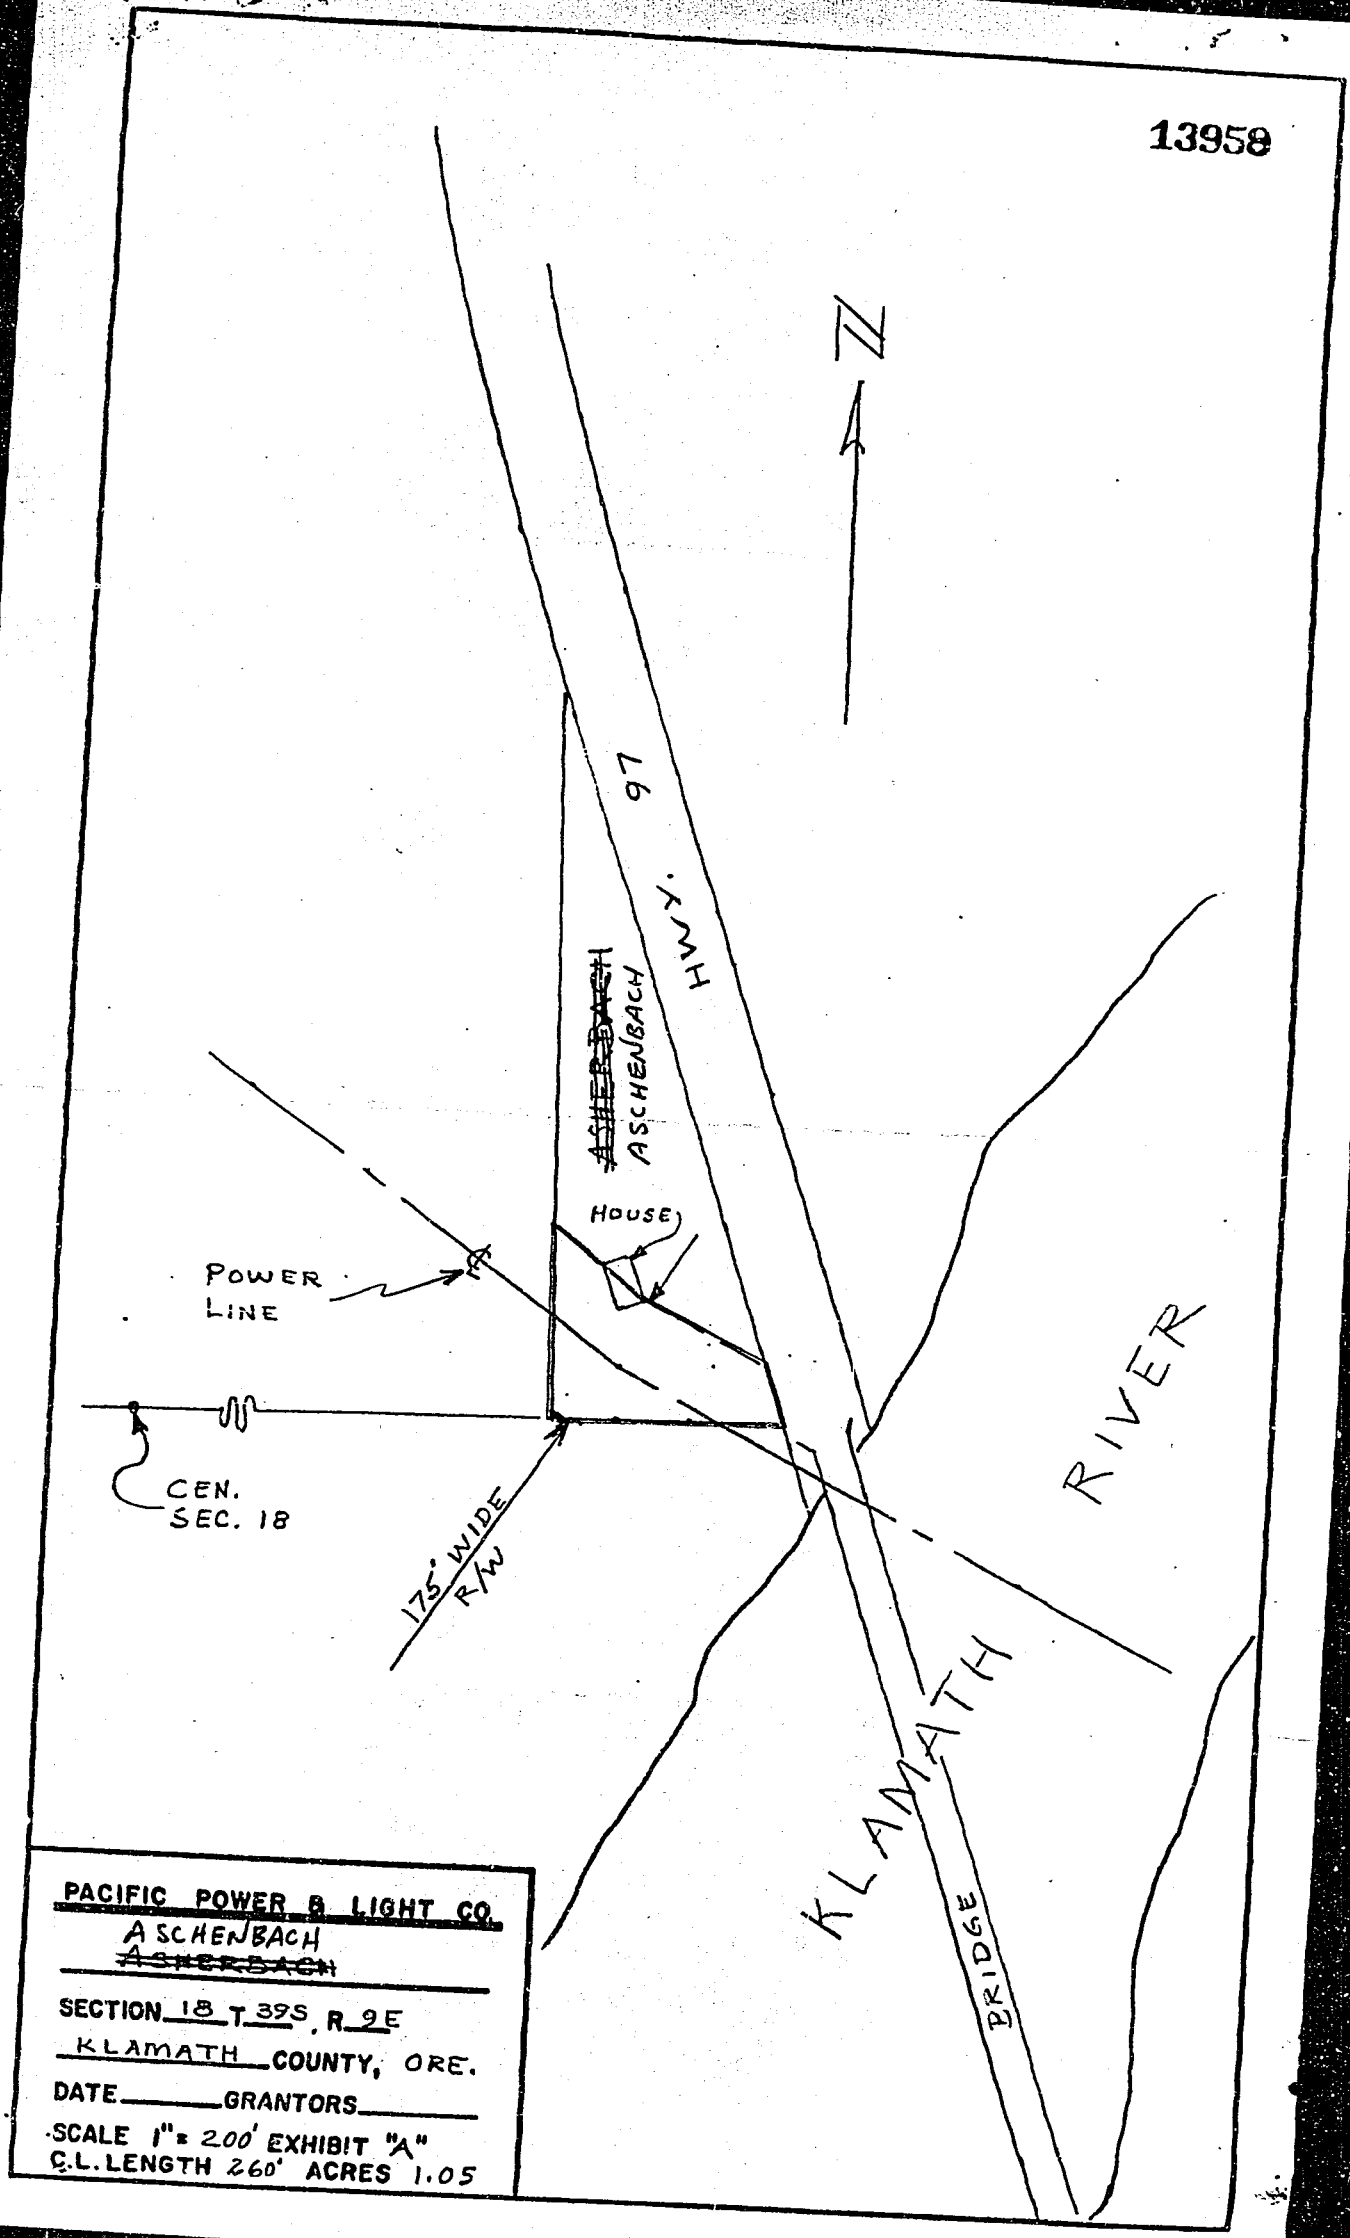 13958
N
HWY. 97
ASHERBACH
ASCHENBACH
HOUSE
POWER
LINE
CEN.
SEC. 18
175' WIDE
R/W
KLAMATH RIVER
BRIDGE
PACIFIC POWER & LIGHT CO.
ASCHENBACH
ASHERBACH
SECTION 18 T 39S, R 9E
KLAMATH COUNTY, ORE.
DATE GRANTORS
SCALE 1"= 200' EXHIBIT "A"
C.L. LENGTH 260' ACRES 1.05